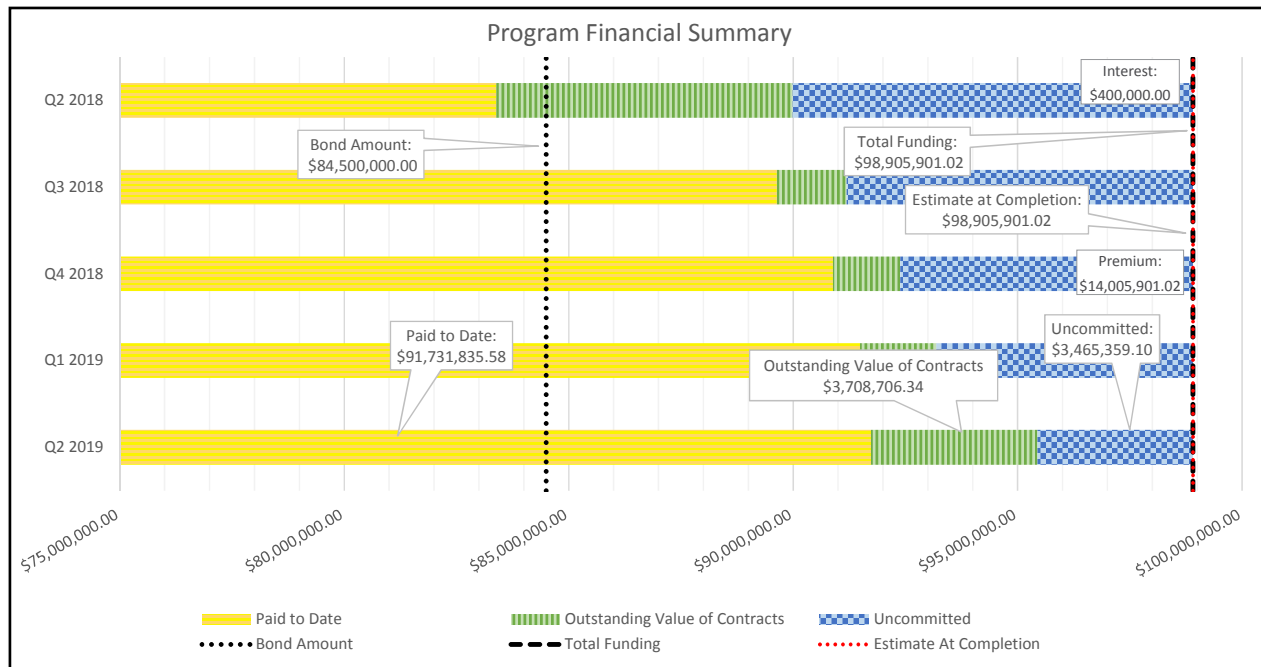 Program Financial Summary
Q2 2018
Interest:
$400,000.00
Bond Amount:
$84,500,000.00
Total Funding:
$98,905,901.02
Q3 2018
Estimate at Completion:
$98,905,901.02
Q4 2018
Premium:
$14,005,901.02
Q1 2019
Paid to Date:
$91,731,835.58
Outstanding Value of Contracts
$3,708,706.34
Uncommitted:
$3,465,359.10
Q2 2019
$75,000,000.00
$80,000,000.00
$85,000,000.00
$90,000,000.00
$95,000,000.00
$100,000,000.00
Paid to Date
Outstanding Value of Contracts
Uncommitted
Bond Amount
Total Funding
Estimate At Completion